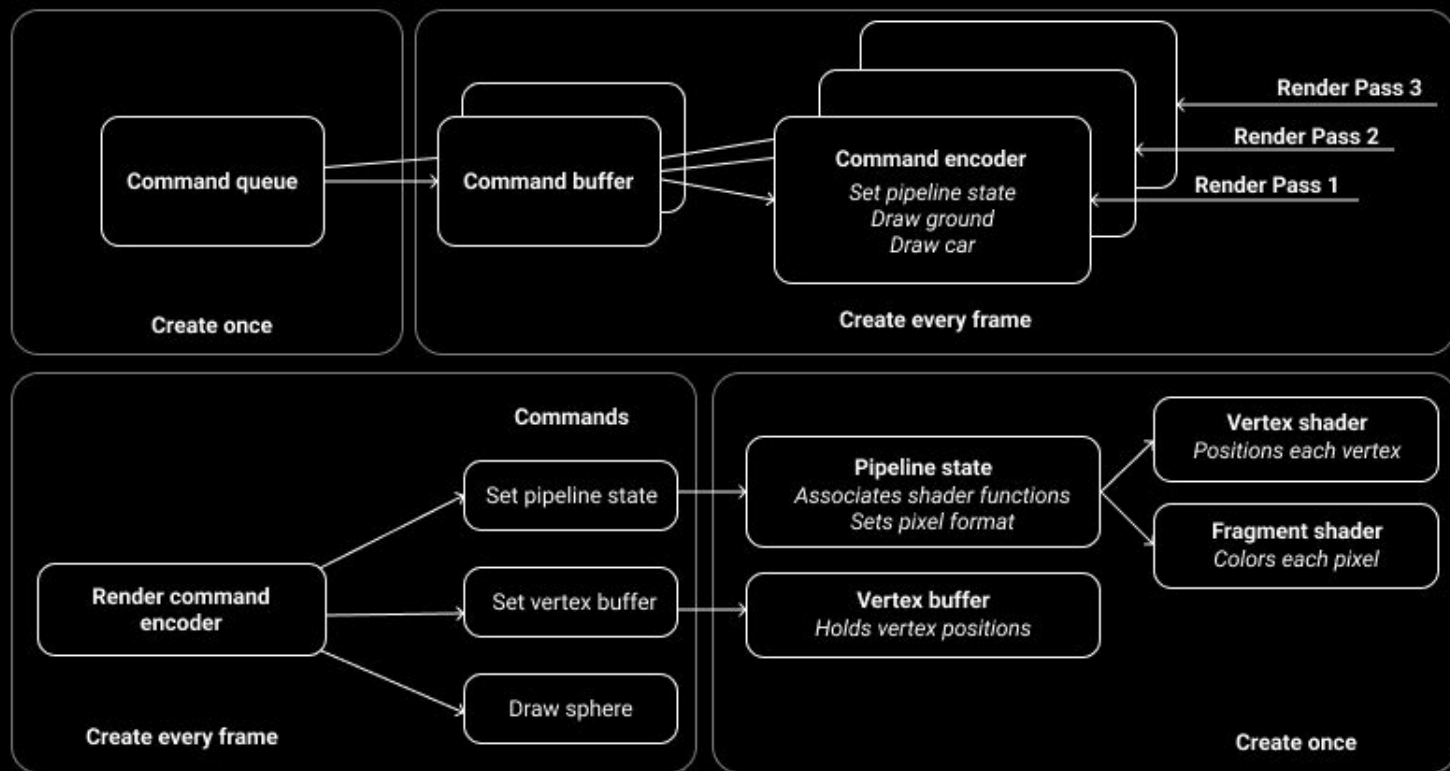 Render Pass 3
Render Pass 2
Render Pass 1
Command queue
Command buffer
Command encoder
Set pipeline state
Draw ground
Draw car
Create once
Create every frame
Commands
Set pipeline state
Set vertex buffer
Draw sphere
Render command
encoder
Create every frame
Pipeline state
Associates shader functions
Sets pixel format
Vertex buffer
Holds vertex positions
Vertex shader
Positions each vertex
Fragment shader
Colors each pixel
Create once